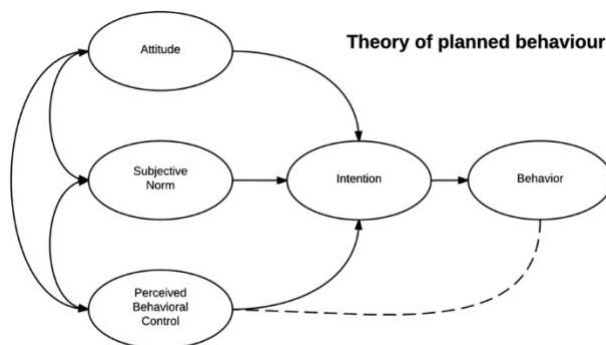 Theory of planned behaviour
Attitude
Subjective
Norm
Intention
Behavior
Perceived
Behavioral
Control